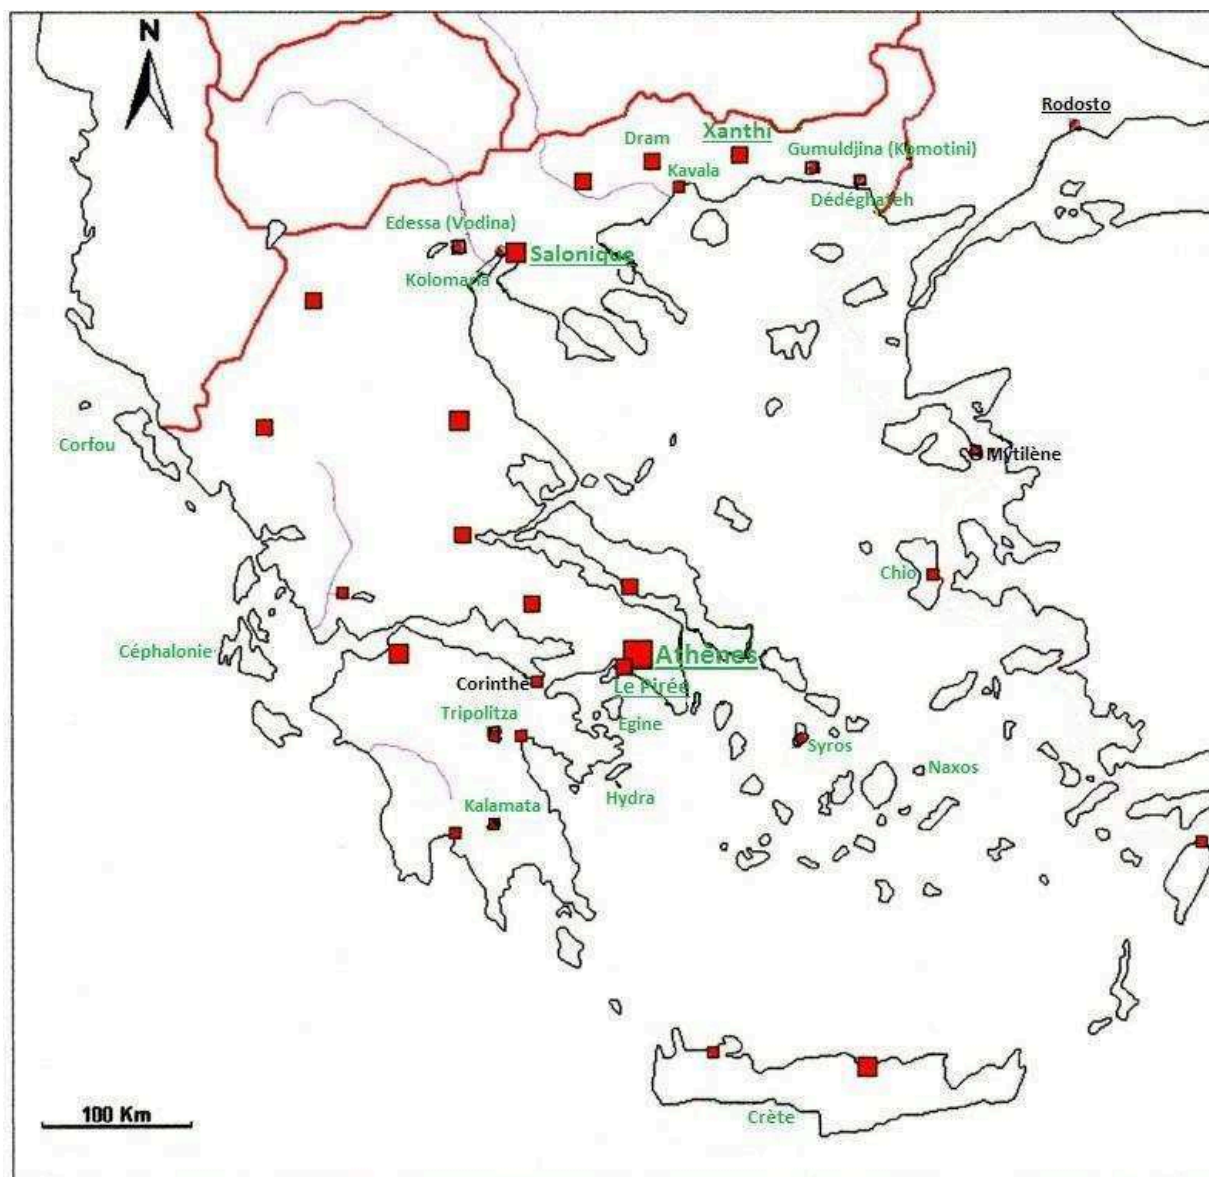 N
Rodosto
Xanthi
Dram
Gumuldjina (Komotini)
Kavala
Dédéghatch
Edessa (Vodina)
Salonique
Kolomaria
Corfou
Mytilène
Chio
Céphalonie
Athènes
Corinthe
Le Pirée
Tripolitza
Egine
Syros
Naxos
Hydra
Kalamata
100 Km
Crète